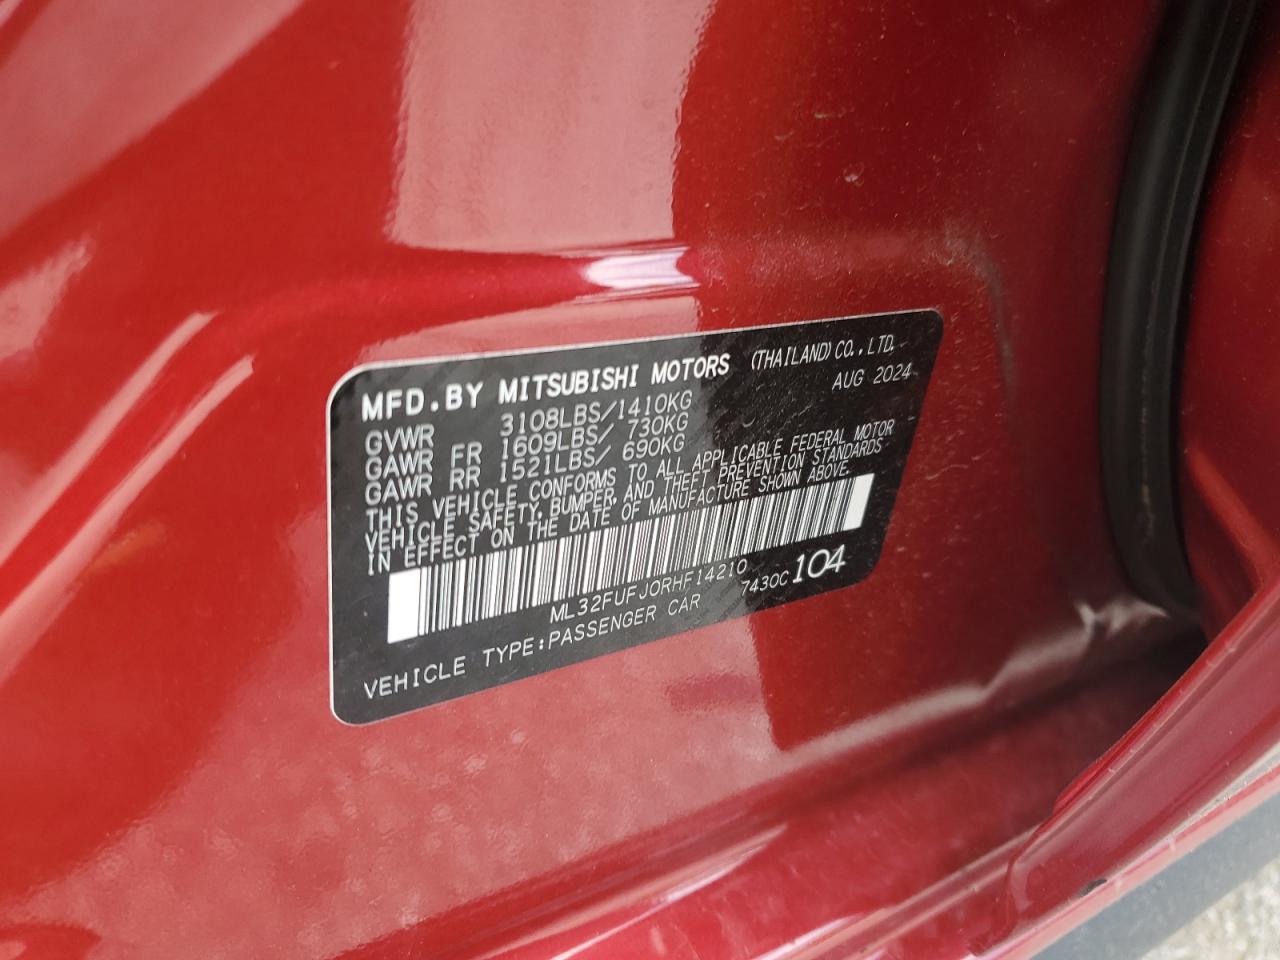 MFD.BY MITSUBISHI MOTORS (THAILAND)CO.,LTD.
AUG 2024
GVWR 3108LBS/1410KG
GAWR FR 1609LBS/ 730KG
GAWR RR 1521LBS/ 690KG
THIS VEHICLE CONFORMS TO ALL APPLICABLE FEDERAL MOTOR
VEHICLE SAFETY, BUMPER, AND THEFT PREVENTION STANDARDS
IN EFFECT ON THE DATE OF MANUFACTURE SHOWN ABOVE.
ML32FUFJ0RHF14210
7430C 104
VEHICLE TYPE:PASSENGER CAR